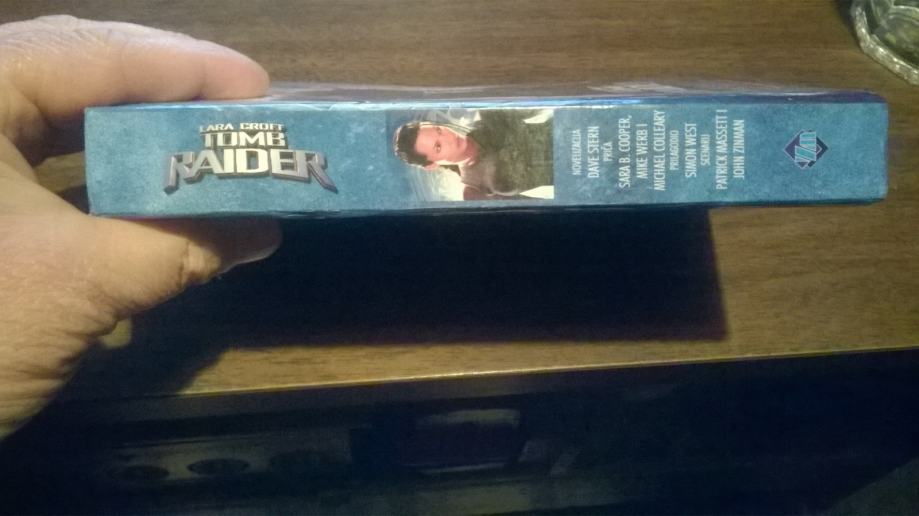 LARA CROFT
TOMB
RAIDER
NOVELIZACIJA
DAVE STERN
PRIČA
SARA B. COOPER,
MIKE WERB I
MICHAEL COLLEARY
PRILAGODIO
SIMON WEST
SCENARIJ
PATRICK MASSETT I
JOHN ZINMAN